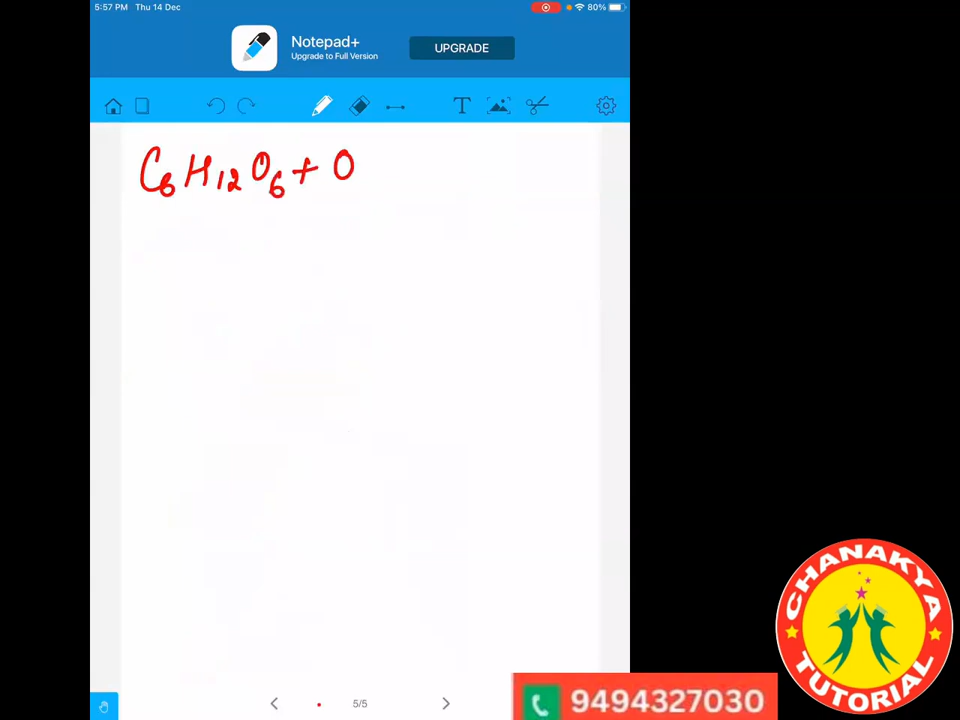 5:57 PM Thu 14 Dec
80%
Notepad+
Upgrade to Full Version
UPGRADE
T
C₆H₁₂O₆ + O
5/5
9494327030
CHANAKYA
TUTORIAL